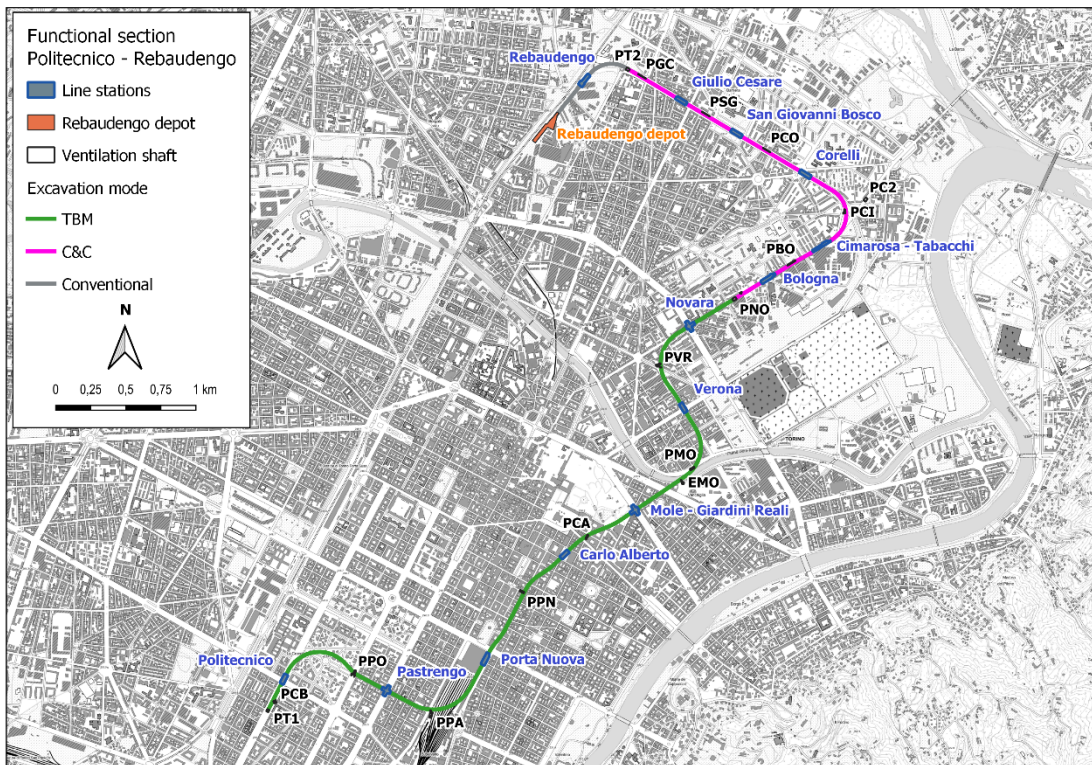 Functional section
Politecnico - Rebaudengo
Line stations
Rebaudengo depot
Ventilation shaft
Excavation mode
TBM
C&C
Conventional
N
0 0,25 0,5 1 km
Rebaudengo
PT2
PGC
Giulio Cesare
PSG
San Giovanni Bosco
Rebaudengo depot
PCO
Corelli
PC2
PCI
Cimarosa - Tabacchi
PBO
Bologna
Novara
PNO
PVR
Verona
TORINO
PMO
EMO
Mole - Giardini Reali
PCA
Carlo Alberto
PPN
Porta Nuova
Politecnico
PPO
Pastrengo
PCB
PT1
PPA